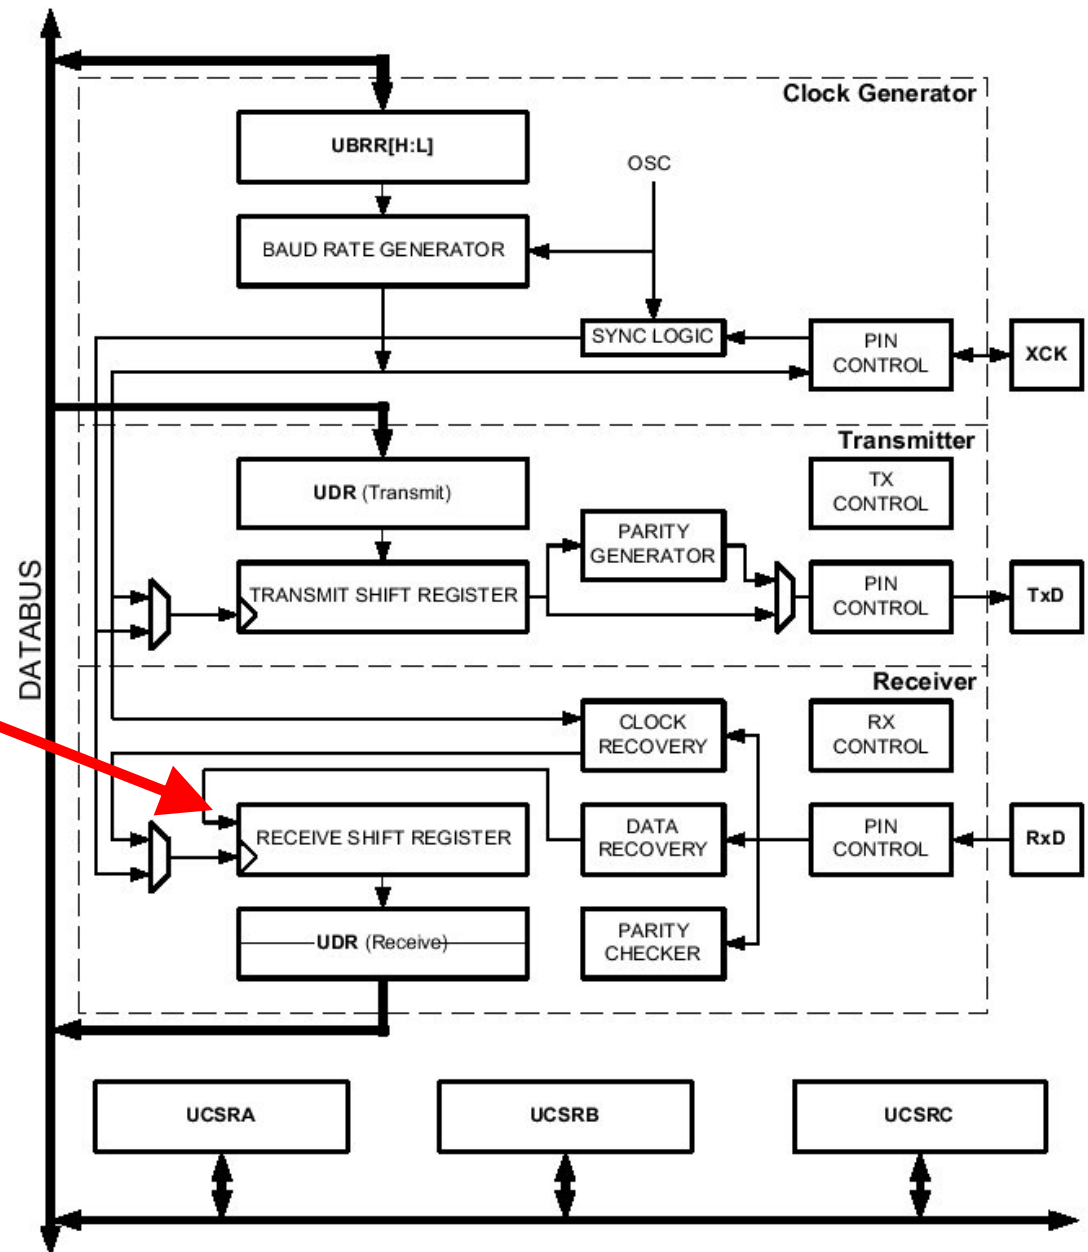 Clock Generator
UBRR[H:L]
OSC
BAUD RATE GENERATOR
SYNC LOGIC
PIN
CONTROL
XCK
Transmitter
UDR (Transmit)
TX
CONTROL
PARITY
GENERATOR
TRANSMIT SHIFT REGISTER
PIN
CONTROL
TxD
DATABUS
Receiver
CLOCK
RECOVERY
RX
CONTROL
RECEIVE SHIFT REGISTER
DATA
RECOVERY
PIN
CONTROL
RxD
UDR (Receive)
PARITY
CHECKER
UCSRA
UCSRB
UCSRC